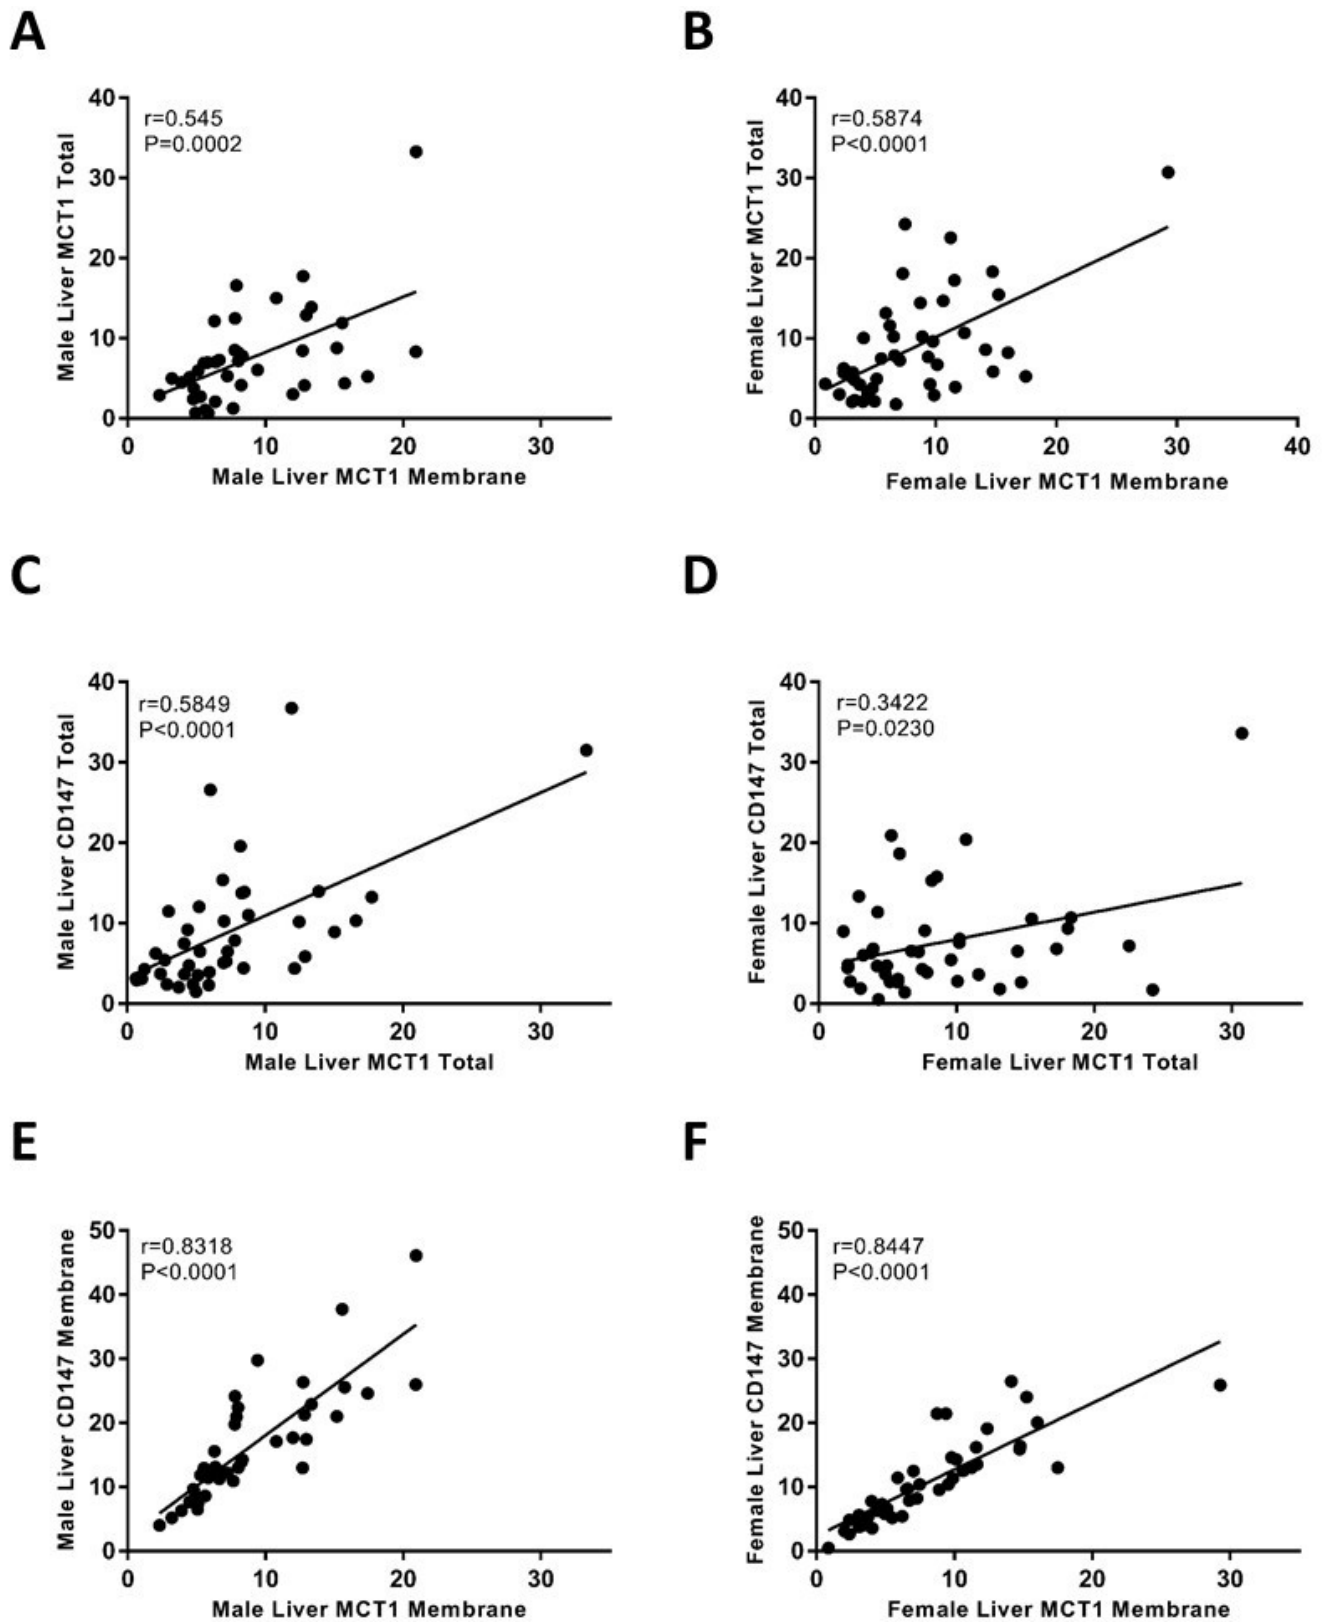 A
B
r=0.545
P=0.0002
Male Liver MCT1 Total
40
30
20
10
0
0 10 20 30
Male Liver MCT1 Membrane
r=0.5874
P<0.0001
Female Liver MCT1 Total
40
30
20
10
0
0 10 20 30 40
Female Liver MCT1 Membrane
C
D
r=0.5849
P<0.0001
Male Liver CD147 Total
40
30
20
10
0
0 10 20 30
Male Liver MCT1 Total
r=0.3422
P=0.0230
Female Liver CD147 Total
40
30
20
10
0
0 10 20 30
Female Liver MCT1 Total
E
F
r=0.8318
P<0.0001
Male Liver CD147 Membrane
50
40
30
20
10
0
0 10 20 30
Male Liver MCT1 Membrane
r=0.8447
P<0.0001
Female Liver CD147 Membrane
50
40
30
20
10
0
0 10 20 30
Female Liver MCT1 Membrane